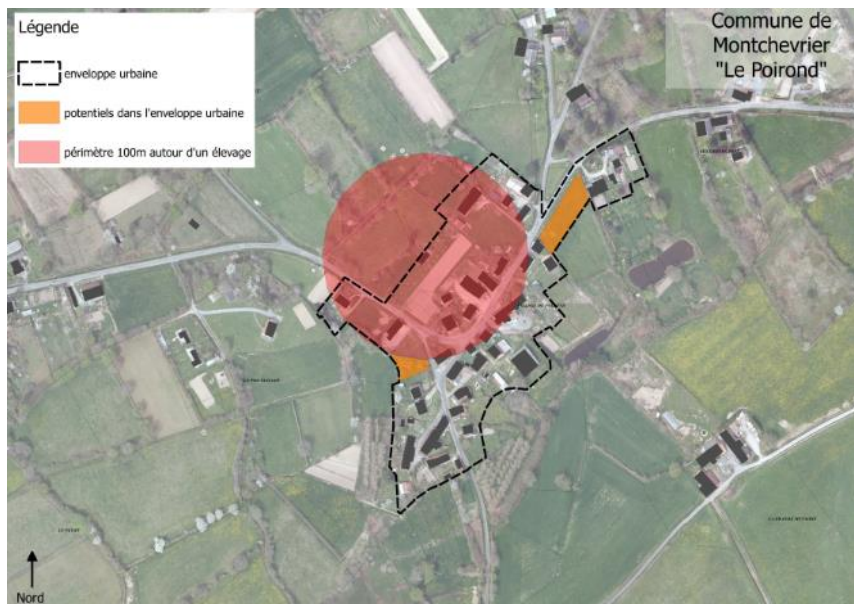 Légende
enveloppe urbaine
potentiels dans l'enveloppe urbaine
périmètre 100m autour d'un élevage
Commune de
Montchevrier
"Le Poirond"
Nord